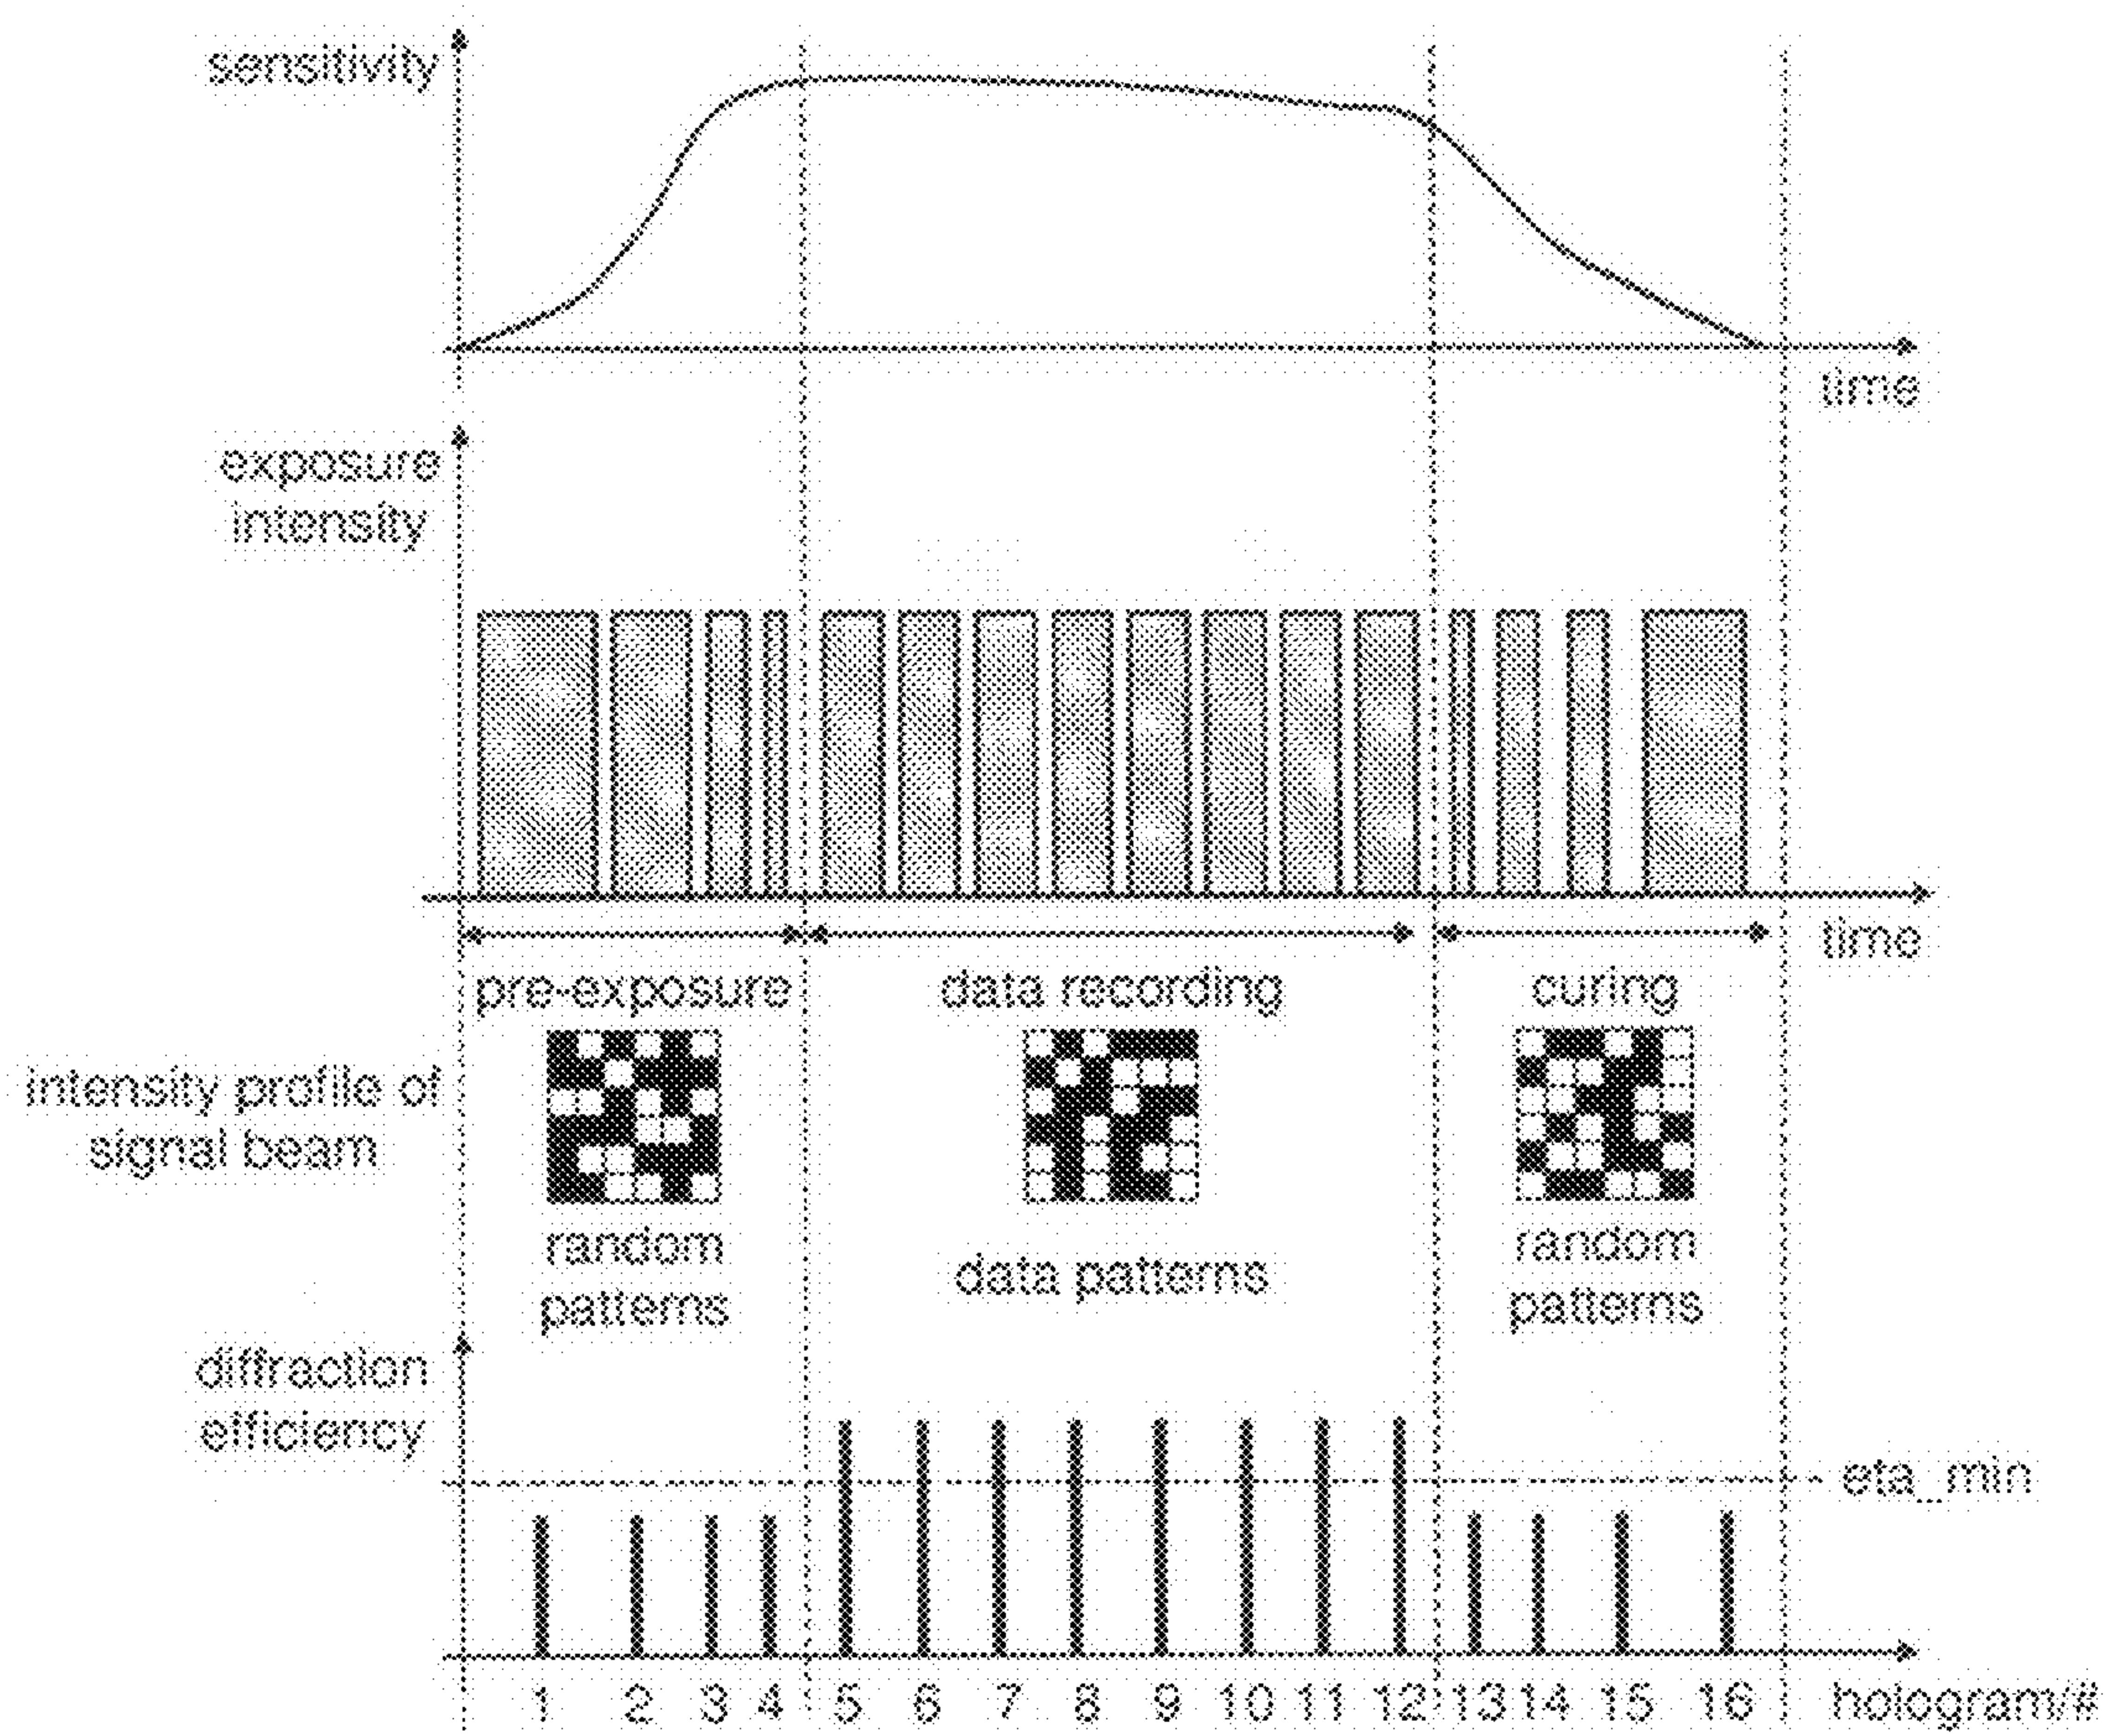 sensitivity
time
exposure
intensity
time
pre-exposure
data recording
curing
intensity profile of
signal beam
random
patterns
data patterns
random
patterns
diffraction
efficiency
eta_min
1 2 3 4 5 6 7 8 9 10 11 12 13 14 15 16 hologram/#